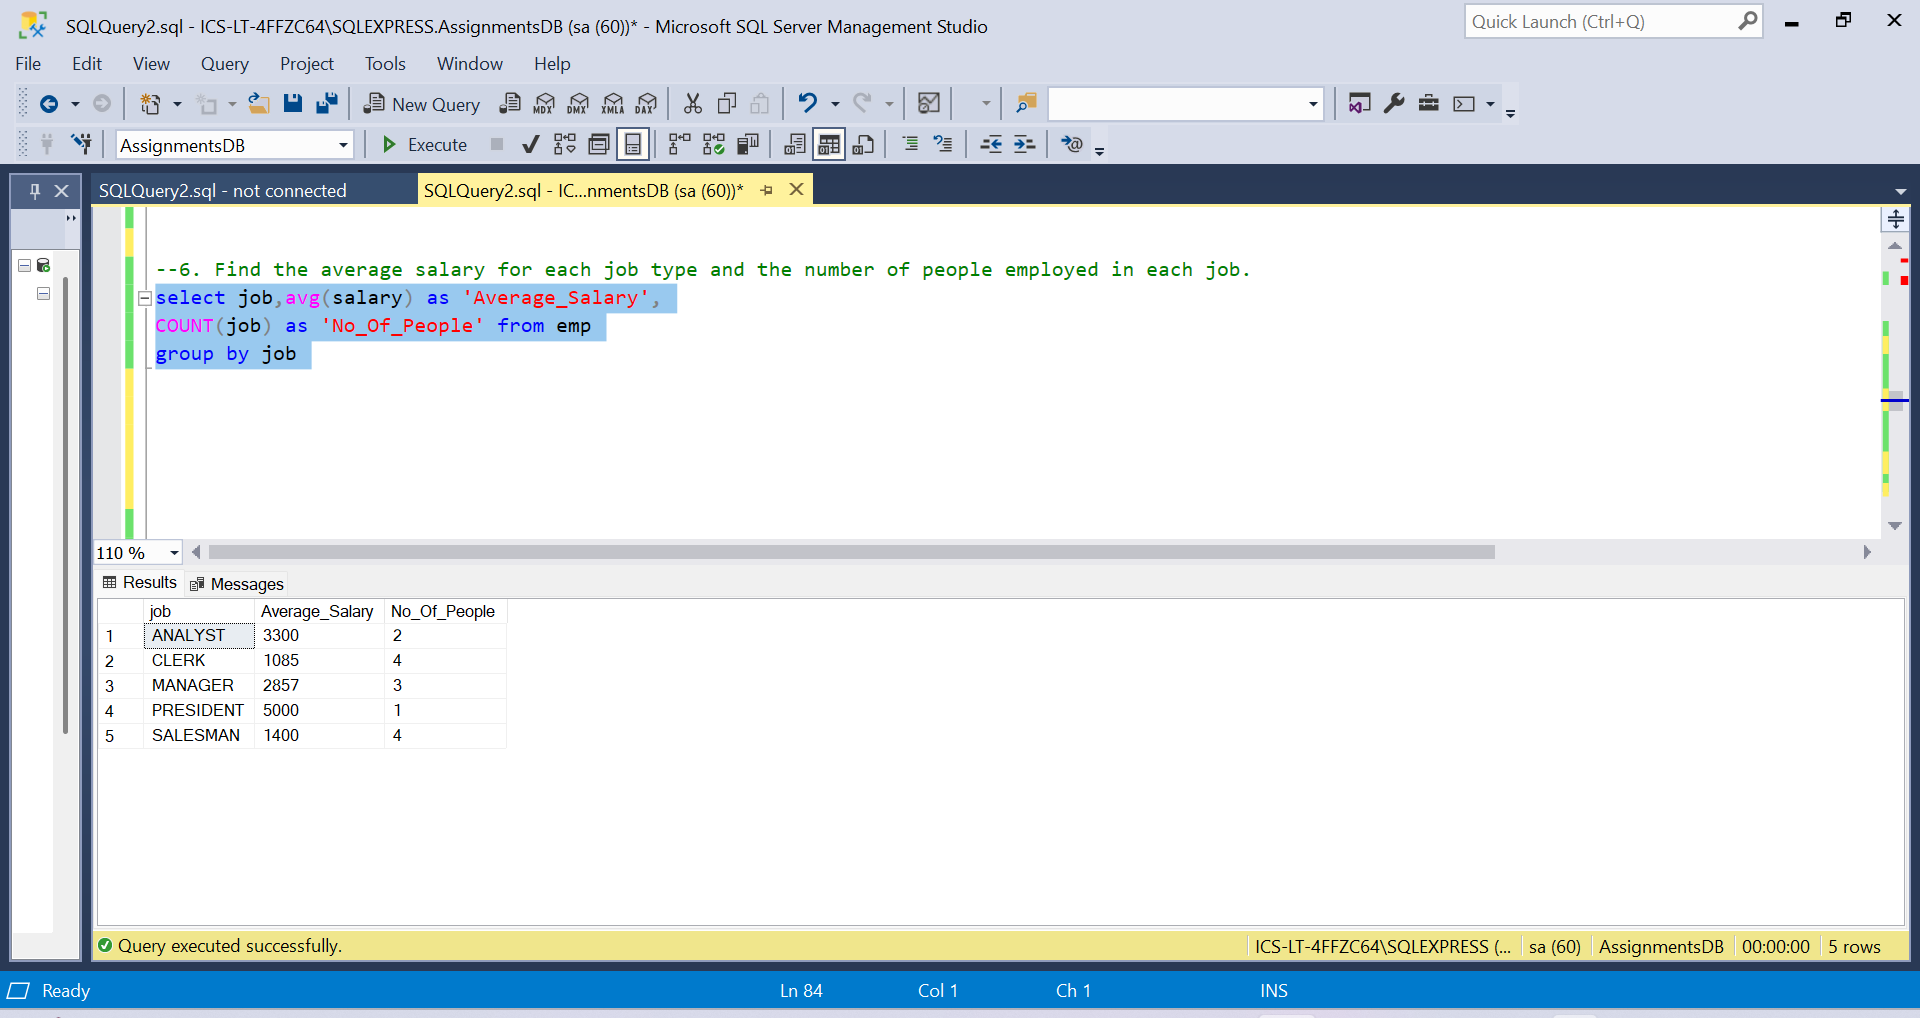 SQLQuery2.sql - ICS-LT-4FFZC64\SQLEXPRESS.AssignmentsDB (sa (60))* - Microsoft SQL Server Management Studio
Quick Launch (Ctrl+Q)
File Edit View Query Project Tools Window Help
New Query MDX DMX XMLA DAX
AssignmentsDB Execute
SQLQuery2.sql - not connected
SQLQuery2.sql - IC...nmentsDB (sa (60))*
--6. Find the average salary for each job type and the number of people employed in each job.
select job,avg(salary) as 'Average_Salary',
COUNT(job) as 'No_Of_People' from emp
group by job
110 %
Results Messages
job Average_Salary No_Of_People
1 ANALYST 3300 2
2 CLERK 1085 4
3 MANAGER 2857 3
4 PRESIDENT 5000 1
5 SALESMAN 1400 4
Query executed successfully. ICS-LT-4FFZC64\SQLEXPRESS (... sa (60) AssignmentsDB 00:00:00 5 rows
Ready Ln 84 Col 1 Ch 1 INS